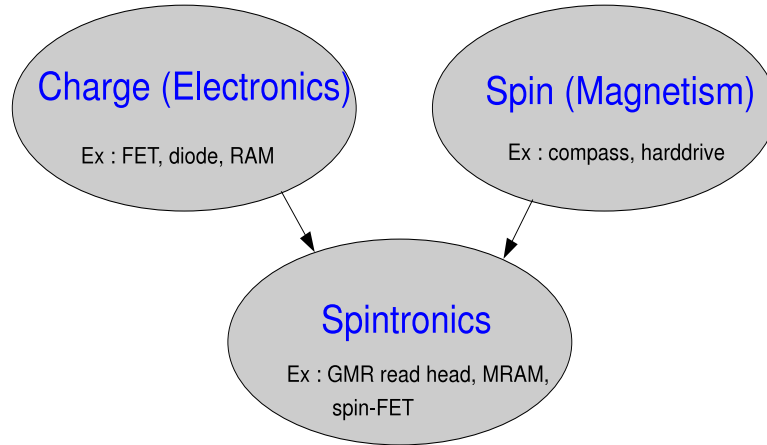 Charge (Electronics)
Ex : FET, diode, RAM
Spin (Magnetism)
Ex : compass, harddrive
Spintronics
Ex : GMR read head, MRAM,
spin-FET